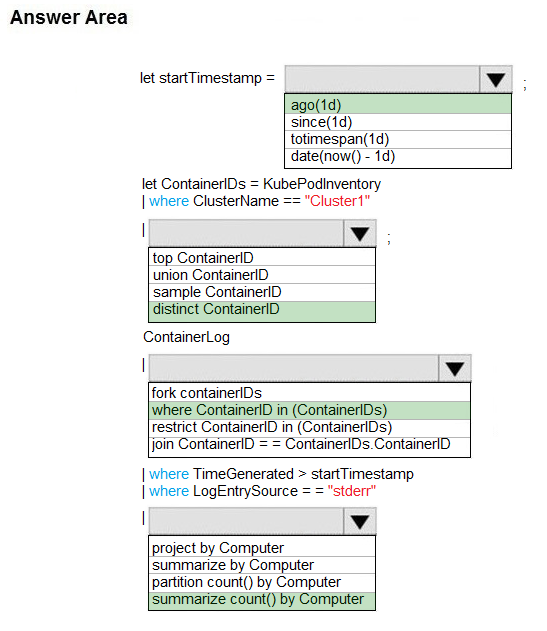 Answer Area
let startTimestamp = ;
ago(1d)
since(1d)
totimespan(1d)
date(now() - 1d)
let ContainerIDs = KubePodInventory
| where ClusterName == "Cluster1"
| ;
top ContainerID
union ContainerID
sample ContainerID
distinct ContainerID
ContainerLog
|
fork containerIDs
where ContainerID in (ContainerIDs)
restrict ContainerID in (ContainerIDs)
join ContainerID = = ContainerIDs.ContainerID
| where TimeGenerated > startTimestamp
| where LogEntrySource = = "stderr"
|
project by Computer
summarize by Computer
partition count() by Computer
summarize count() by Computer